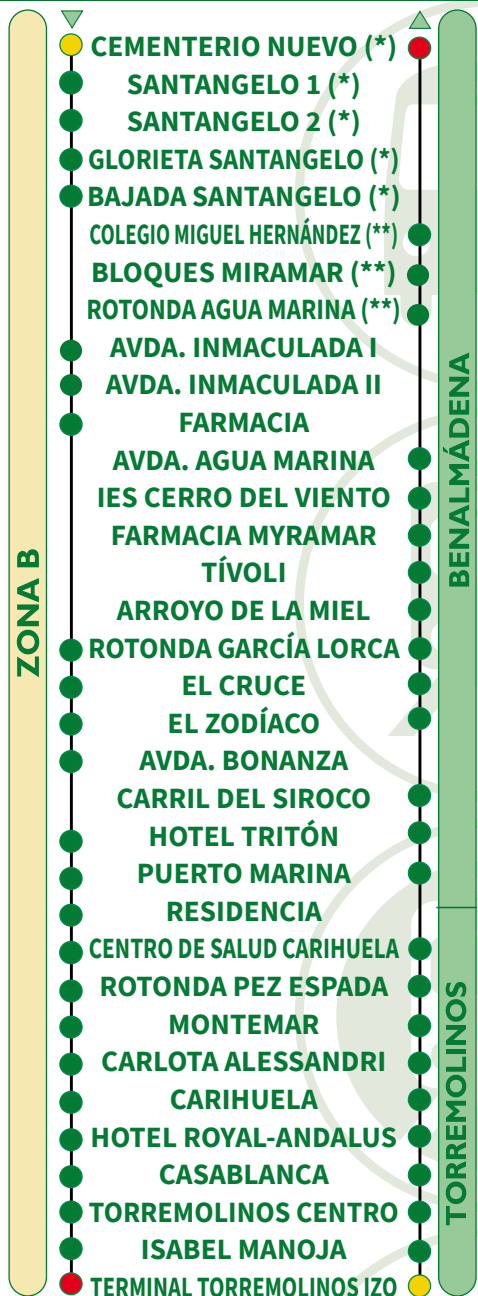 CEMENTERIO NUEVO (*)
SANTANGELO 1 (*)
SANTANGELO 2 (*)
GLORIETA SANTANGELO (*)
BAJADA SANTANGELO (*)
COLEGIO MIGUEL HERNÁNDEZ (**)
BLOQUES MIRAMAR (**)
ROTONDA AGUA MARINA (**)
AVDA. INMACULADA I
AVDA. INMACULADA II
FARMACIA
AVDA. AGUA MARINA
IES CERRO DEL VIENTO
FARMACIA MYRAMAR
TÍVOLI
ARROYO DE LA MIEL
ROTONDA GARCÍA LORCA
EL CRUCE
EL ZODÍACO
AVDA. BONANZA
CARRIL DEL SIROCO
HOTEL TRITÓN
PUERTO MARINA
RESIDENCIA
CENTRO DE SALUD CARIHUELA
ROTONDA PEZ ESPADA
MONTEMAR
CARLOTA ALESSANDRI
CARIHUELA
HOTEL ROYAL-ANDALUS
CASABLANCA
TORREMOLINOS CENTRO
ISABEL MANOJA
TERMINAL TORREMOLINOS IZO
ZONA B
BENALMÁDENA
TORREMOLINOS